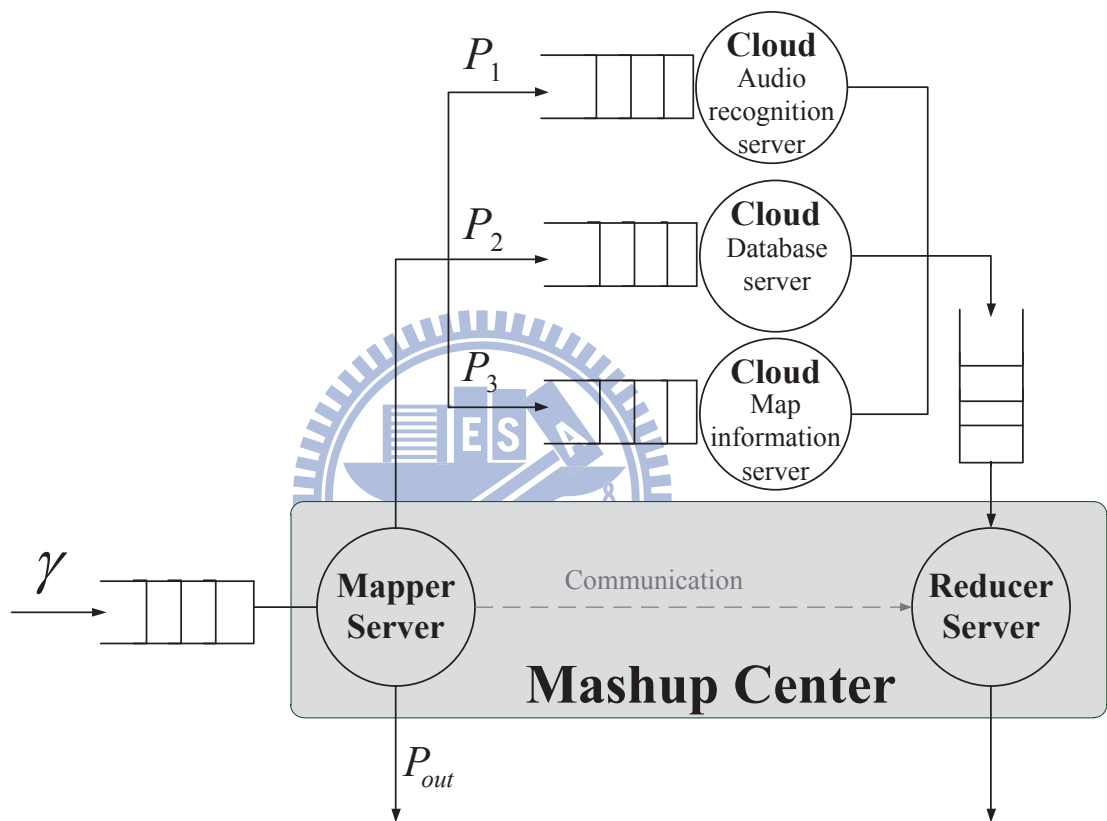 P1
Cloud
Audio
recognition
server
P2
Cloud
Database
server
P3
Cloud
Map
information
server
E S A
γ
Mapper
Server
Communication
Reducer
Server
Mashup Center
Pout